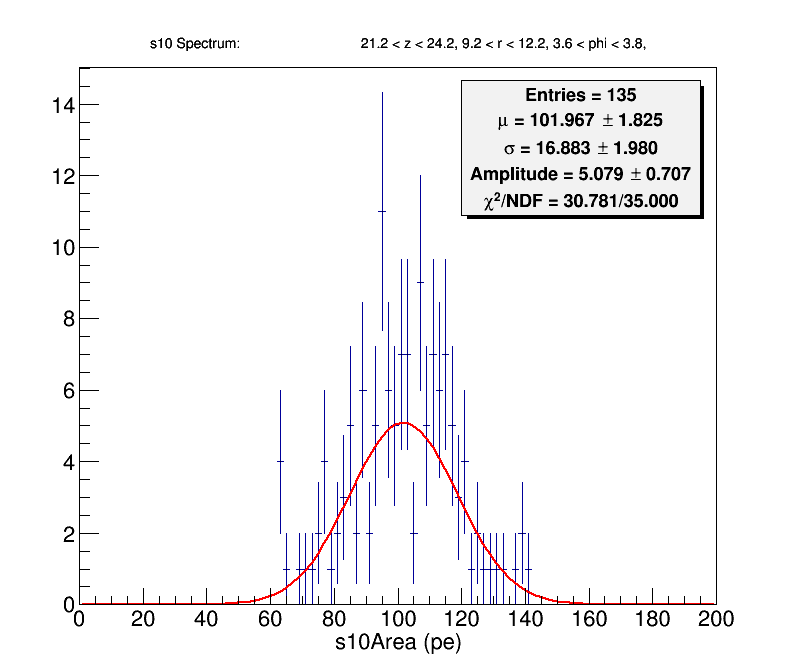 s10 Spectrum: 21.2 < z < 24.2, 9.2 < r < 12.2, 3.6 < phi < 3.8,
Entries = 135
μ = 101.967 ± 1.825
σ = 16.883 ± 1.980
Amplitude = 5.079 ± 0.707
χ²/NDF = 30.781/35.000
14
12
10
8
6
4
2
0
0 20 40 60 80 100 120 140 160 180 200
s10Area (pe)